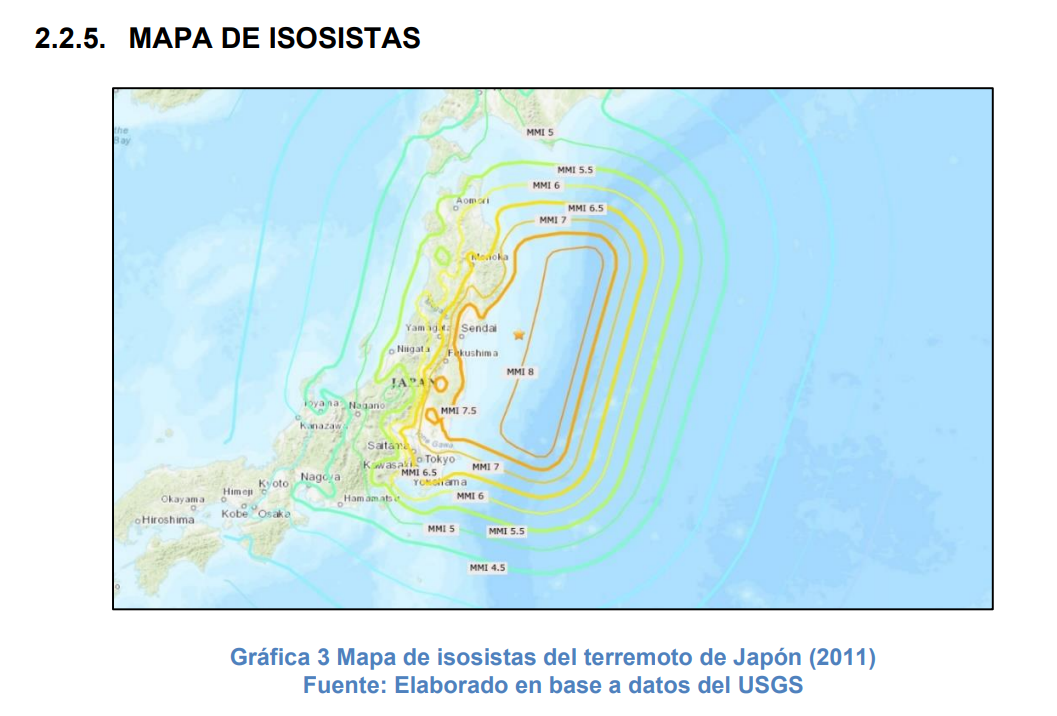 2.2.5. MAPA DE ISOSISTAS
the
Bay
MMI 5
MMI 5.5
MMI 6
Aomori
MMI 6.5
MMI 7
Morioka
Yamagata
Sendai
Niigata
Fukushima
MMI 8
JAPAN
Toyama
Nagano
MMI 7.5
Kanazawa
Saitama
Tokyo
Kawasaki
MMI 7
MMI 6.5
Nagoya
Yokohama
Kyoto
Himeji
Okayama
Hamamatsu
MMI 6
Kobe
Osaka
Hiroshima
MMI 5
MMI 5.5
MMI 4.5
Gráfica 3 Mapa de isosistas del terremoto de Japón (2011)
Fuente: Elaborado en base a datos del USGS